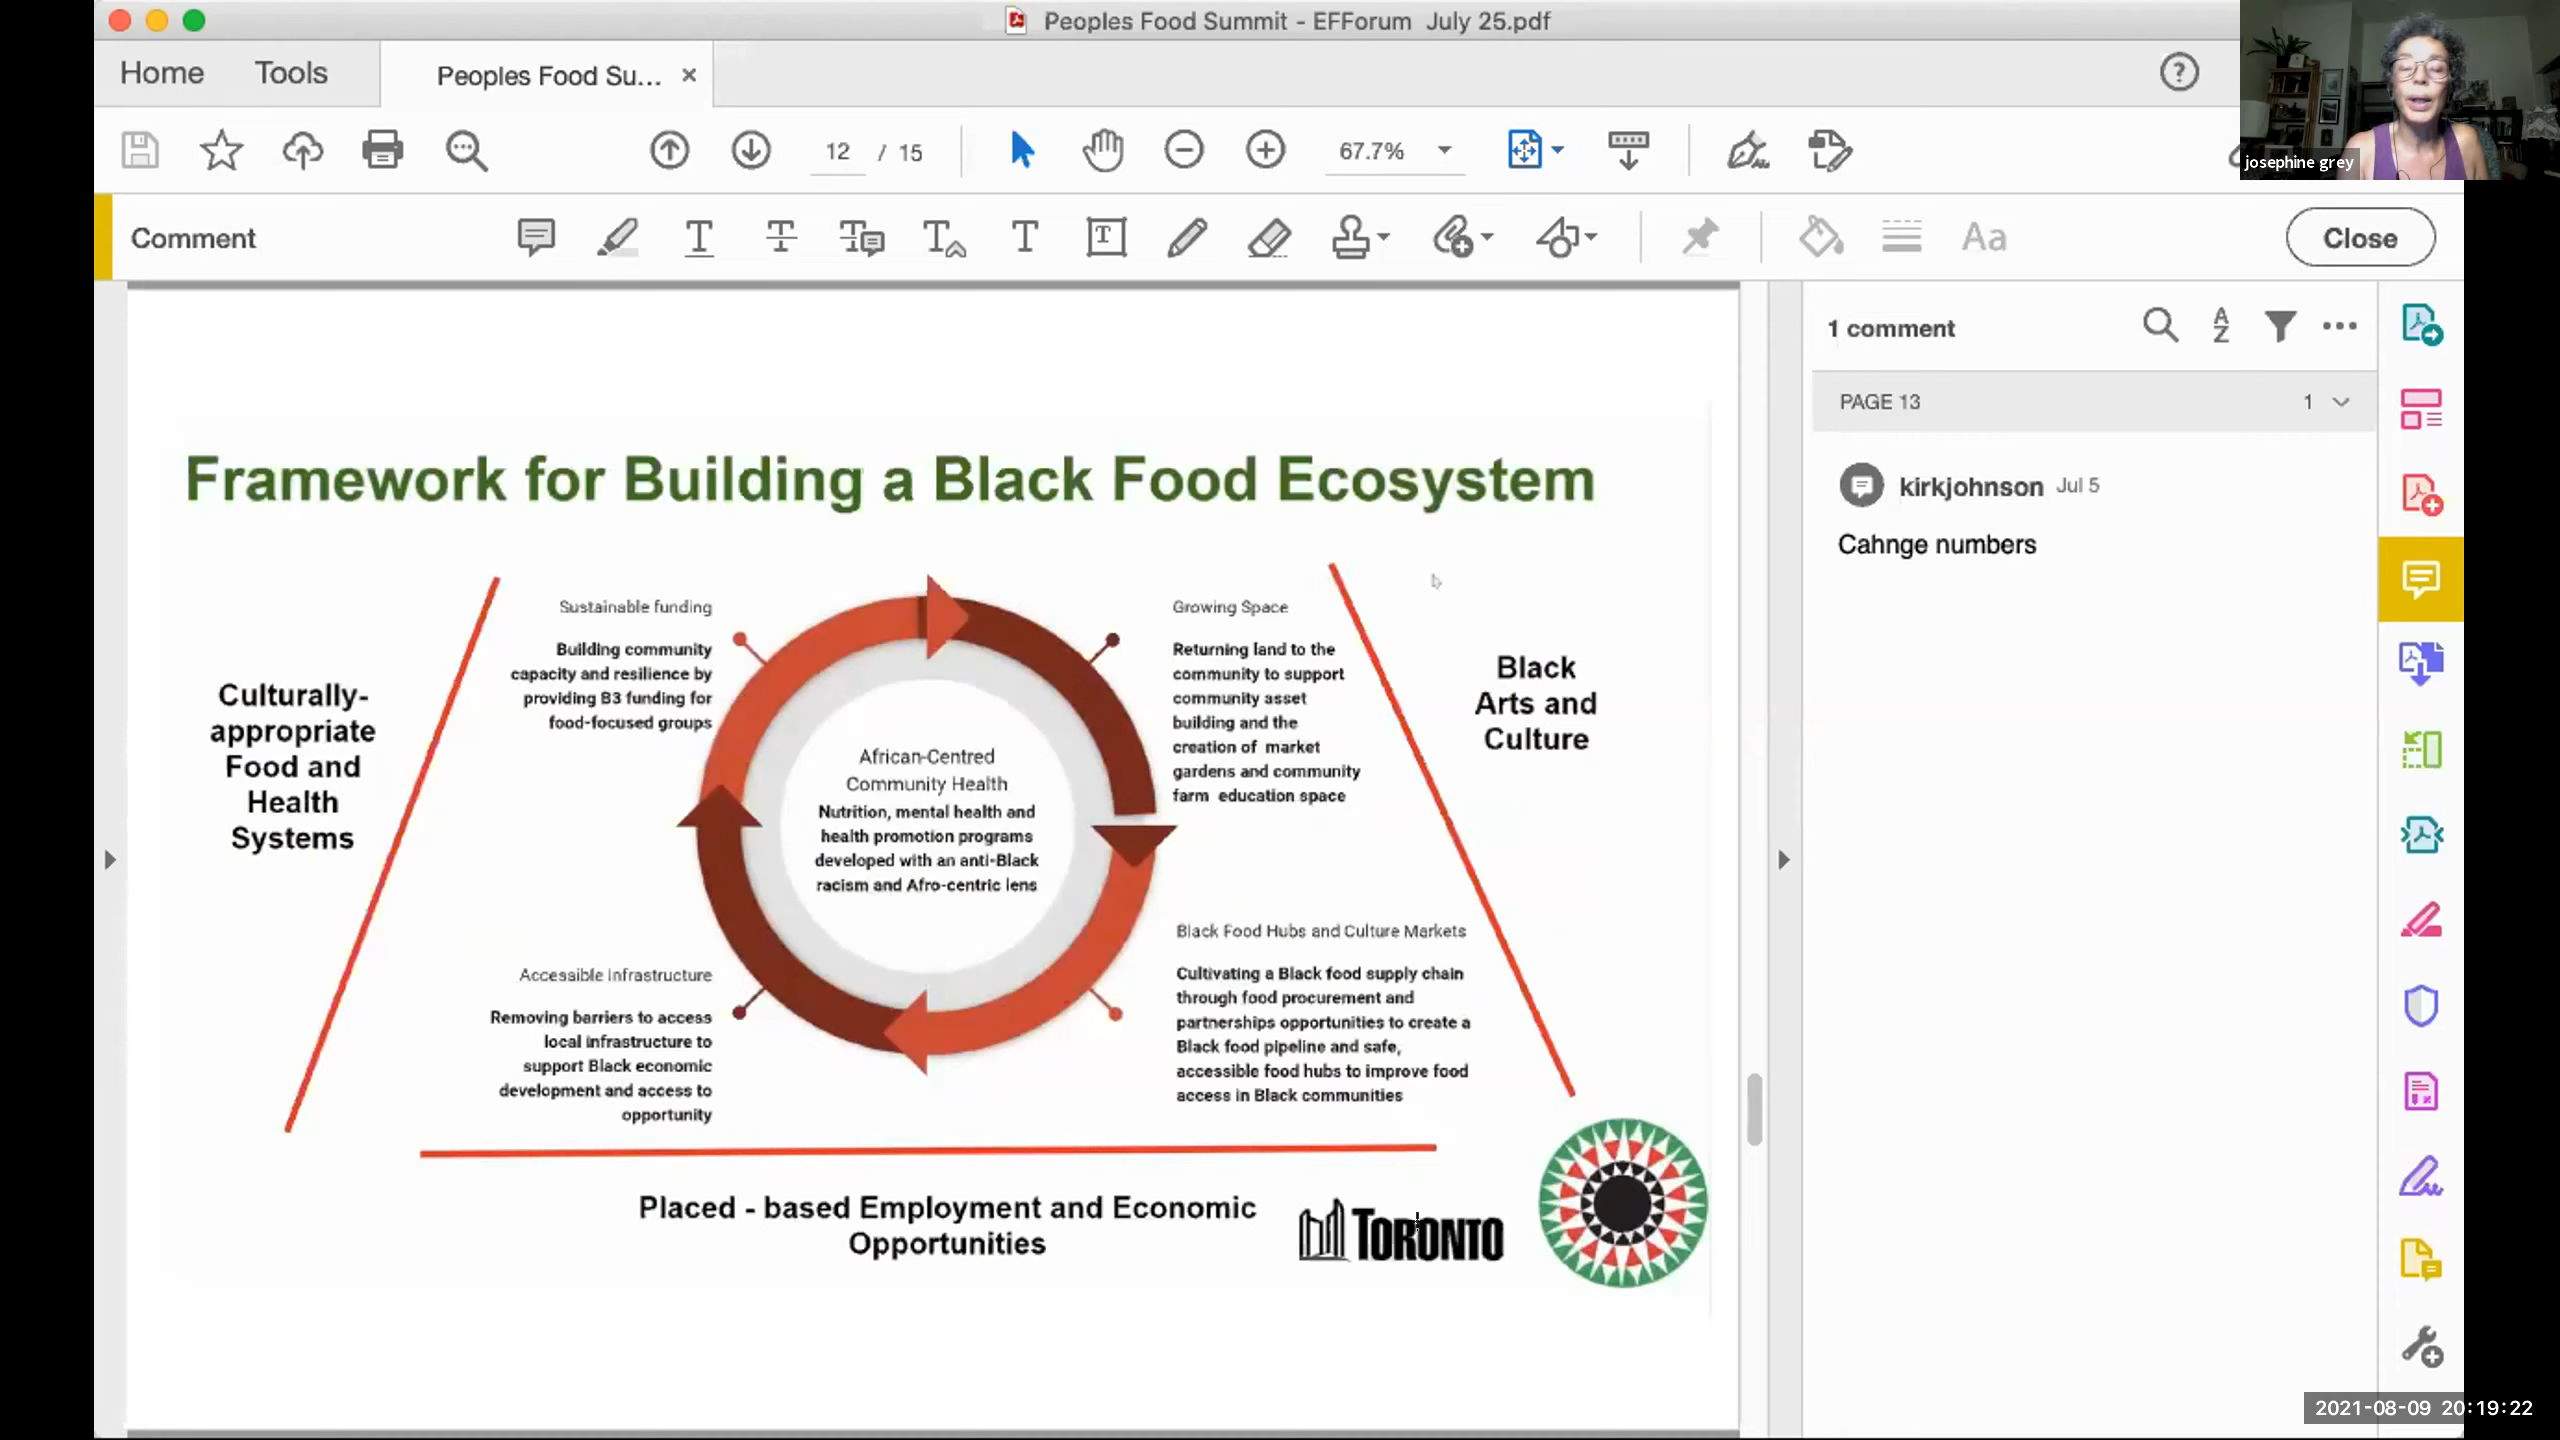 Peoples Food Summit - EFForum July 25.pdf
Home
Tools
Peoples Food Su...
josephine grey
12 / 15
67.7%
Comment
Aa
Close
1 comment
PAGE 13
1
kirkjohnson Jul 5
Cahnge numbers
Framework for Building a Black Food Ecosystem
Culturally-
appropriate
Food and
Health
Systems
Sustainable funding
Building community
capacity and resilience by
providing B3 funding for
food-focused groups
Growing Space
Returning land to the
community to support
community asset
building and the
creation of market
gardens and community
farm education space
Black
Arts and
Culture
African-Centred
Community Health
Nutrition, mental health and
health promotion programs
developed with an anti-Black
racism and Afro-centric lens
Accessible Infrastructure
Removing barriers to access
local infrastructure to
support Black economic
development and access to
opportunity
Black Food Hubs and Culture Markets
Cultivating a Black food supply chain
through food procurement and
partnerships opportunities to create a
Black food pipeline and safe,
accessible food hubs to improve food
access in Black communities
Placed - based Employment and Economic
Opportunities
TORONTO
2021-08-09 20:19:22